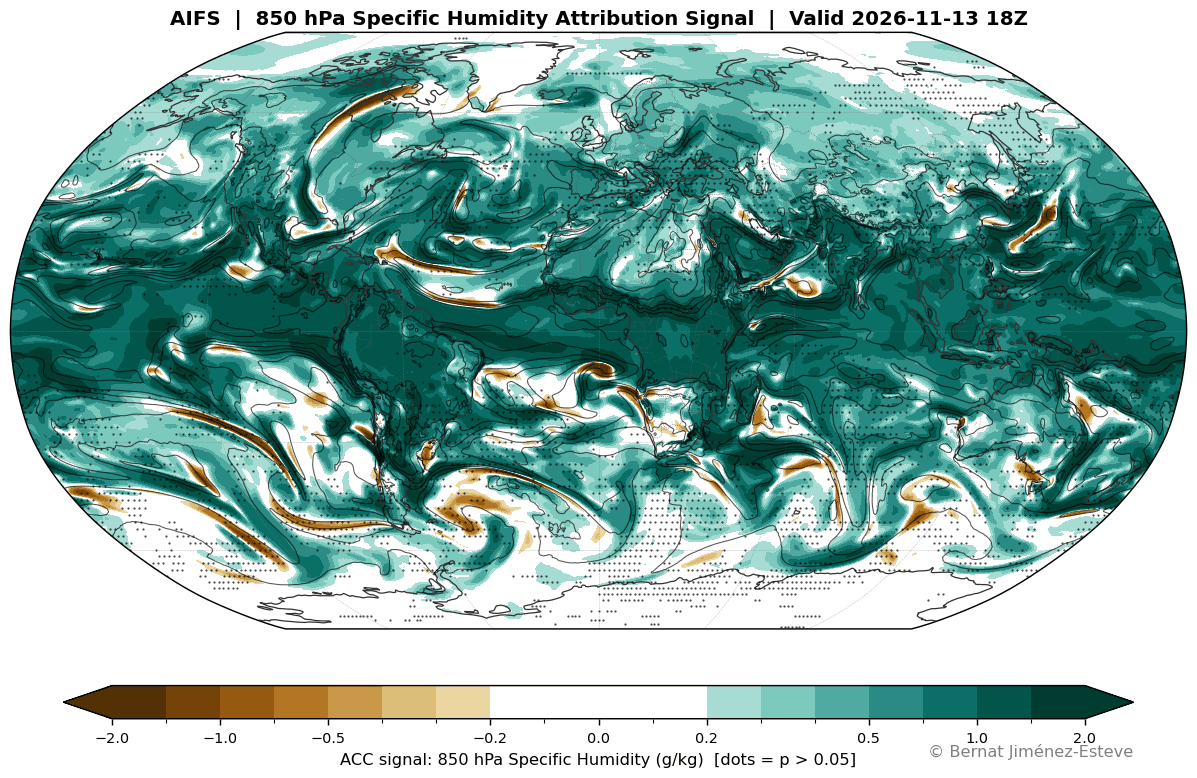 AIFS | 850 hPa Specific Humidity Attribution Signal | Valid 2026-11-13 18Z
−2.0 −1.0 −0.5 −0.2 0.0 0.2 0.5 1.0 2.0
ACC signal: 850 hPa Specific Humidity (g/kg) [dots = p > 0.05]
© Bernat Jiménez-Esteve